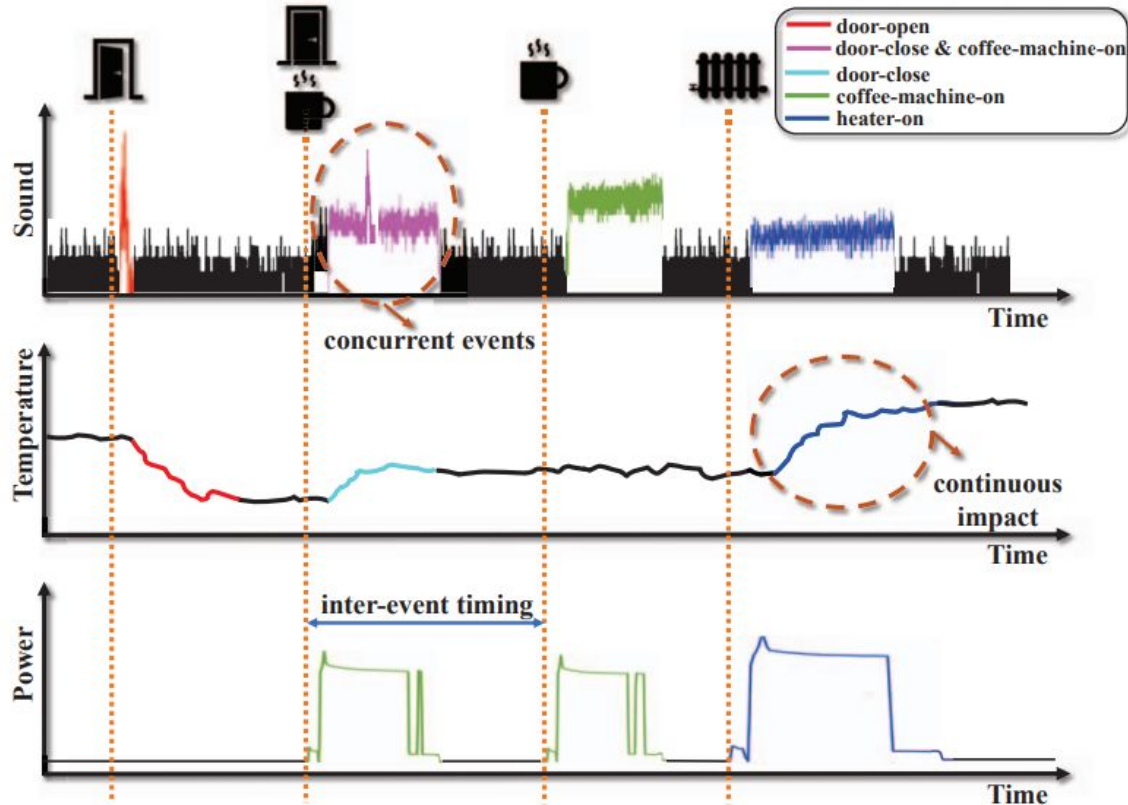 door-open
door-close & coffee-machine-on
door-close
coffee-machine-on
heater-on
Sound
Time
concurrent events
Temperature
continuous
impact
Time
inter-event timing
Power
Time